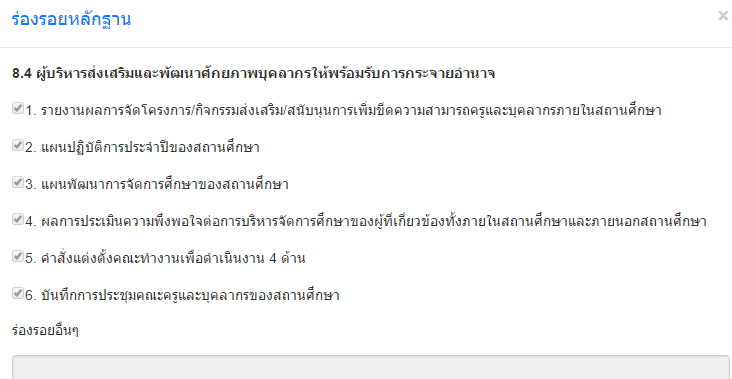 ร่องรอยหลักฐาน
×
8.4 ผู้บริหารส่งเสริมและพัฒนาศักยภาพบุคลากรให้พร้อมรับการกระจายอำนาจ
1. รายงานผลการจัดโครงการ/กิจกรรมส่งเสริม/สนับนุนการเพิ่มขีดความสามารถครูและบุคลากรภายในสถานศึกษา
2. แผนปฏิบัติการประจำปีของสถานศึกษา
3. แผนพัฒนาการจัดการศึกษาของสถานศึกษา
4. ผลการประเมินความพึงพอใจต่อการบริหารจัดการศึกษาของผู้ที่เกี่ยวข้องทั้งภายในสถานศึกษาและภายนอกสถานศึกษา
5. คำสั่งแต่งตั้งคณะทำงานเพื่อดำเนินงาน 4 ด้าน
6. บันทึกการประชุมคณะครูและบุคลากรของสถานศึกษา
ร่องรอยอื่นๆ